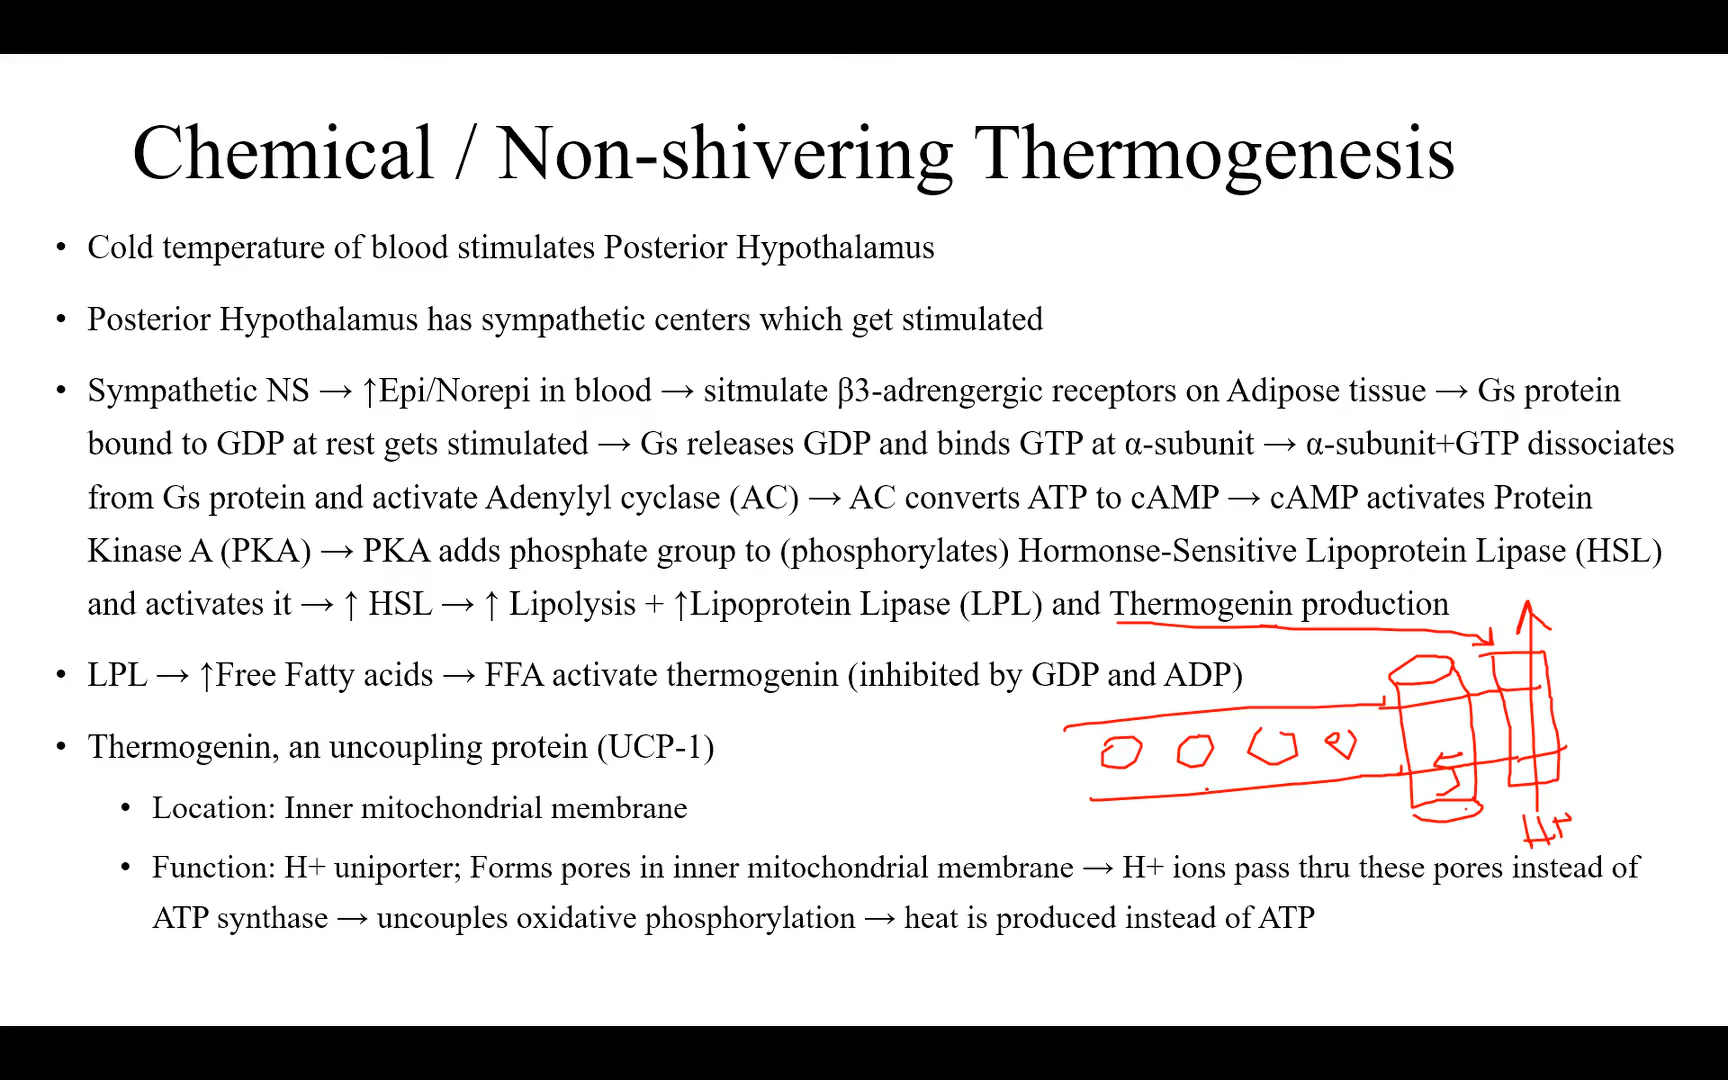 Chemical / Non-shivering Thermogenesis
• Cold temperature of blood stimulates Posterior Hypothalamus
• Posterior Hypothalamus has sympathetic centers which get stimulated
• Sympathetic NS → ↑Epi/Norepi in blood → sitmulate β3-adrengergic receptors on Adipose tissue → Gs protein
bound to GDP at rest gets stimulated → Gs releases GDP and binds GTP at α-subunit → α-subunit+GTP dissociates
from Gs protein and activate Adenylyl cyclase (AC) → AC converts ATP to cAMP → cAMP activates Protein
Kinase A (PKA) → PKA adds phosphate group to (phosphorylates) Hormonse-Sensitive Lipoprotein Lipase (HSL)
and activates it → ↑ HSL → ↑ Lipolysis + ↑Lipoprotein Lipase (LPL) and Thermogenin production
• LPL → ↑Free Fatty acids → FFA activate thermogenin (inhibited by GDP and ADP)
• Thermogenin, an uncoupling protein (UCP-1)
• Location: Inner mitochondrial membrane
H+
• Function: H+ uniporter; Forms pores in inner mitochondrial membrane → H+ ions pass thru these pores instead of
ATP synthase → uncouples oxidative phosphorylation → heat is produced instead of ATP